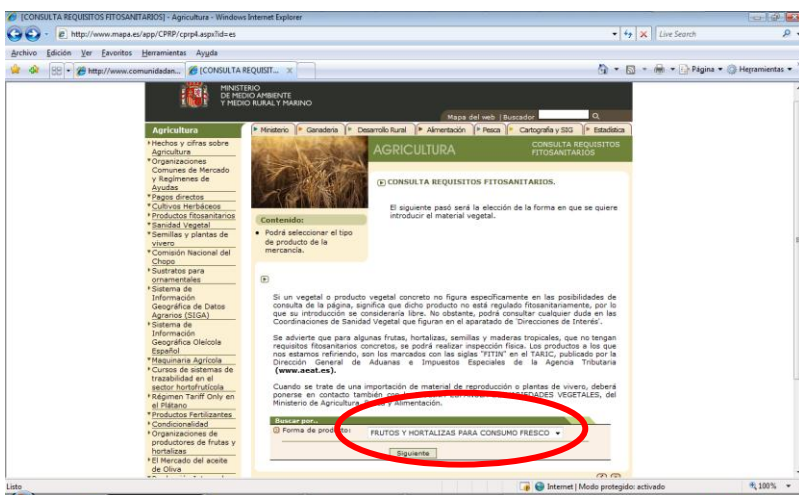 [CONSULTA REQUISITOS FITOSANITARIOS] - Agricultura - Windows Internet Explorer
http://www.mapa.es/app/CPRP/cprp4.aspx?id=es
Live Search
Archivo Edición Ver Favoritos Herramientas Ayuda
http://www.comunidadan...
[CONSULTA REQUISIT...
Página
Herramientas
MINISTERIO
DE MEDIO AMBIENTE
Y MEDIO RURAL Y MARINO
Mapa del web | Buscador
Agricultura
Ministerio Ganadería Desarrollo Rural Alimentación Pesca Cartografía y SIG Estadística
Hechos y cifras sobre
Agricultura
Organizaciones
Comunes de Mercado
y Regímenes de
Ayudas
Pagos directos
Cultivos Herbáceos
Productos fitosanitarios
Sanidad Vegetal
Semillas y plantas de
vivero
Comisión Nacional del
Chopo
Sustratos para
ornamentales
Sistema de
Información
Geográfica de Datos
Agrarios (SIGA)
Sistema de
Información
Geográfica Oleícola
Español
Maquinaria Agrícola
Cursos de sistemas de
trazabilidad en el
sector hortofrutícola
Régimen Tariff Only en
el Plátano
Productos Fertilizantes
Condicionalidad
Organizaciones de
productores de frutas y
hortalizas
El Mercado del aceite
de Oliva
AGRICULTURA
CONSULTA REQUISITOS
FITOSANITARIOS
CONSULTA REQUISITOS FITOSANITARIOS.
El siguiente pasó será la elección de la forma en que se quiere
introducir el material vegetal.
Contenido:
Podrá seleccionar el tipo
de producto de la
mercancía.
Si un vegetal o producto vegetal concreto no figura específicamente en las posibilidades de
consulta de la página, significa que dicho producto no está regulado fitosanitariamente, por lo
que su introducción se consideraría libre. No obstante, podrá consultar cualquier duda en las
Coordinaciones de Sanidad Vegetal que figuran en el aparatado de 'Direcciones de Interés'.
Se advierte que para algunas frutas, hortalizas, semillas y maderas tropicales, que no tengan
requisitos fitosanitarios concretos, se podrá realizar inspección física. Los productos a los que
nos estamos refiriendo, son los marcados con las siglas "FITIN" en el TARIC, publicado por la
Dirección General de Aduanas e Impuestos Especiales de la Agencia Tributaria
(www.aeat.es).
Cuando se trate de una importación de material de reproducción o plantas de vivero, deberá
ponerse en contacto también con VARIEDADES VEGETALES, del
Ministerio de Agricultura, Pesca y Alimentación.
Buscar por..
Forma de producto:
FRUTOS Y HORTALIZAS PARA CONSUMO FRESCO
Siguiente
Listo
Internet | Modo protegido: activado
100%